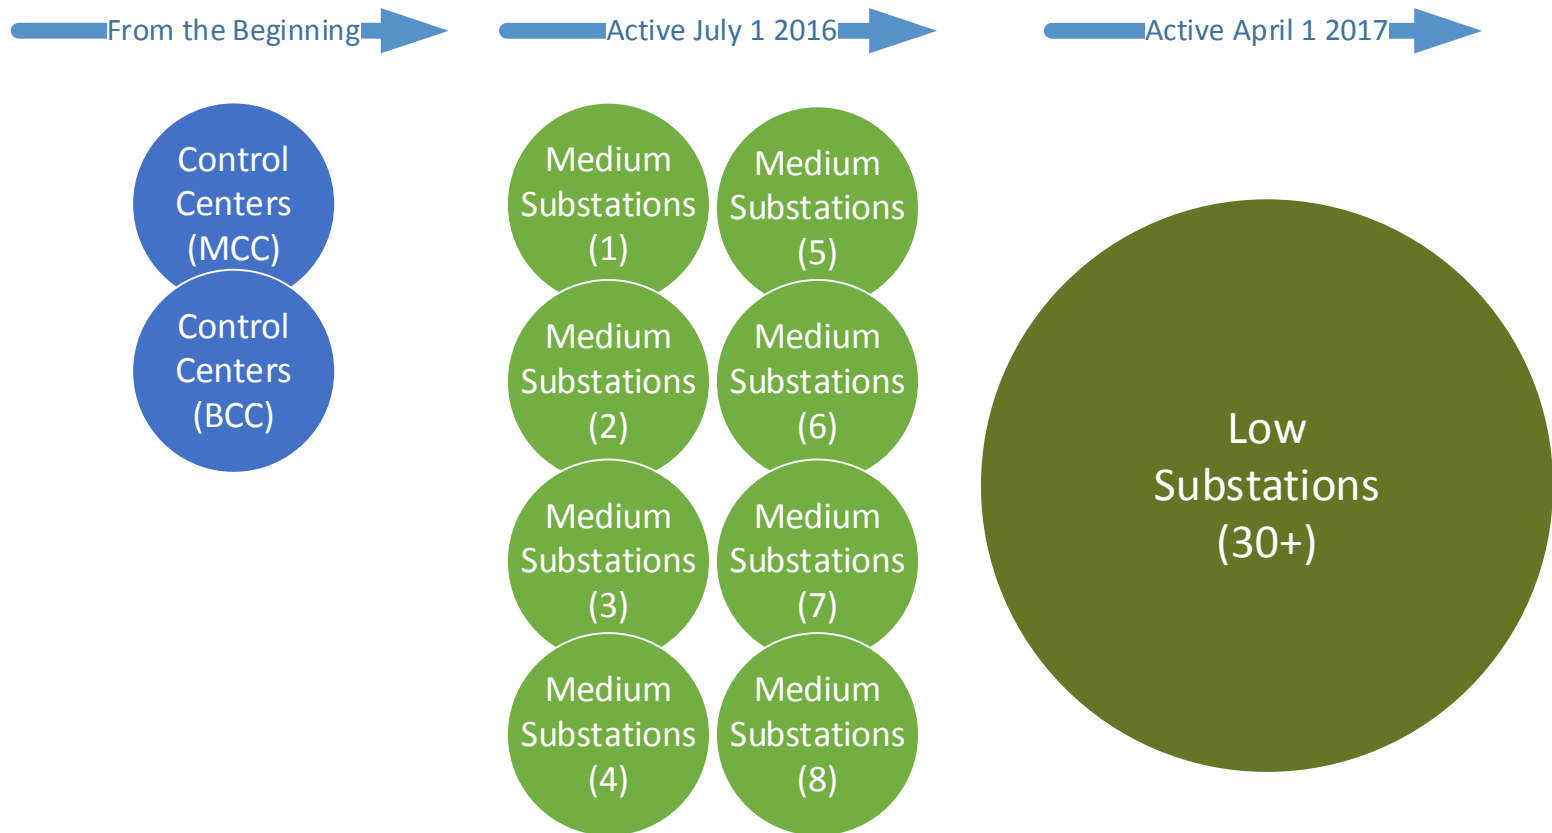 From the Beginning
Active July 1 2016
Active April 1 2017
Control
Centers
(MCC)
Control
Centers
(BCC)
Medium
Substations
(1)
Medium
Substations
(2)
Medium
Substations
(3)
Medium
Substations
(4)
Medium
Substations
(5)
Medium
Substations
(6)
Medium
Substations
(7)
Medium
Substations
(8)
Low
Substations
(30+)